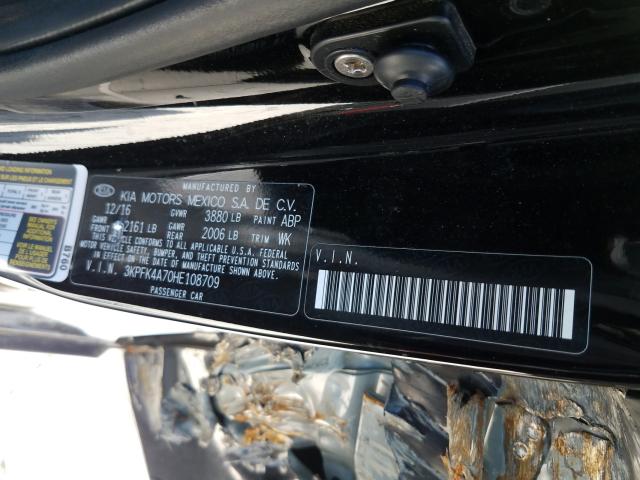 KIA
MANUFACTURED BY
KIA MOTORS MEXICO S.A. DE C.V.
12/16 GVWR 3880 LB PAINT ABP
GAWR FRONT 2161 LB GAWR REAR 2006 LB TRIM WK
THIS VEHICLE CONFORMS TO ALL APPLICABLE U.S.A. FEDERAL
MOTOR VEHICLE SAFETY, BUMPER, AND THEFT PREVENTION STANDARDS
IN EFFECT ON THE DATE OF MANUFACTURE SHOWN ABOVE.
V.I.N. 3KPFK4A70HE108709
PASSENGER CAR
V.I.N.
B760